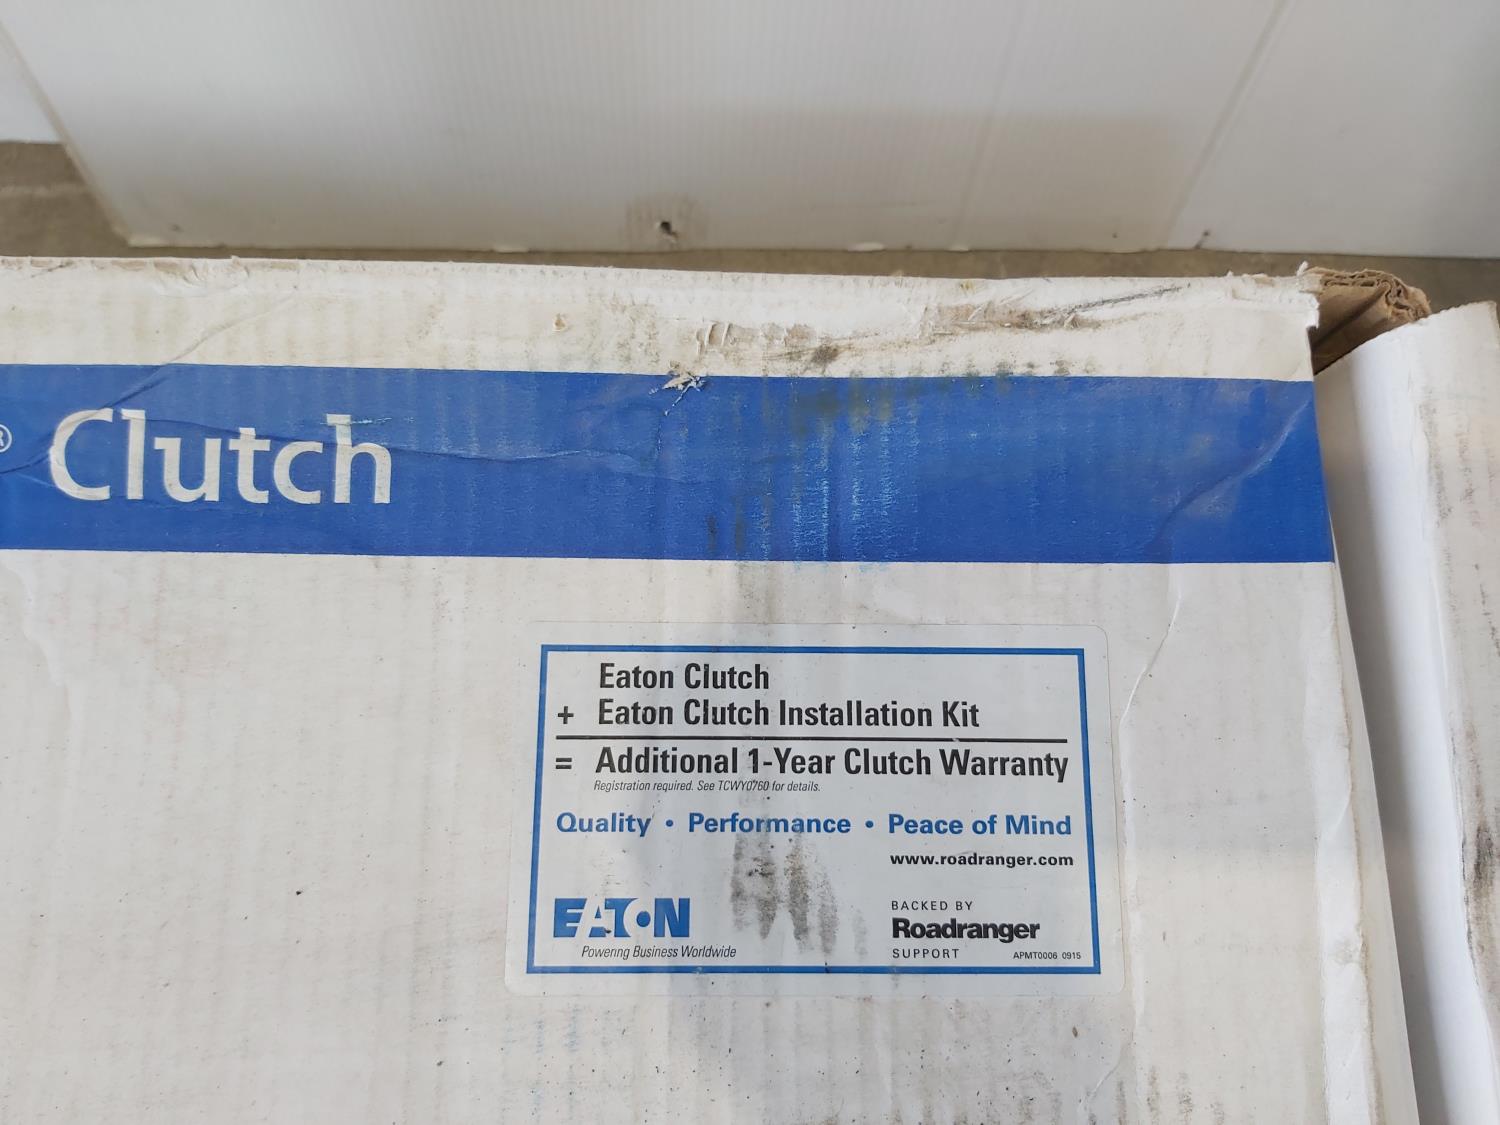 ® Clutch
Eaton Clutch
+ Eaton Clutch Installation Kit
= Additional 1-Year Clutch Warranty
Registration required. See TCWY0760 for details.
Quality • Performance • Peace of Mind
www.roadranger.com
EATON
Powering Business Worldwide
BACKED BY
Roadranger
SUPPORT
APMT0006 0915